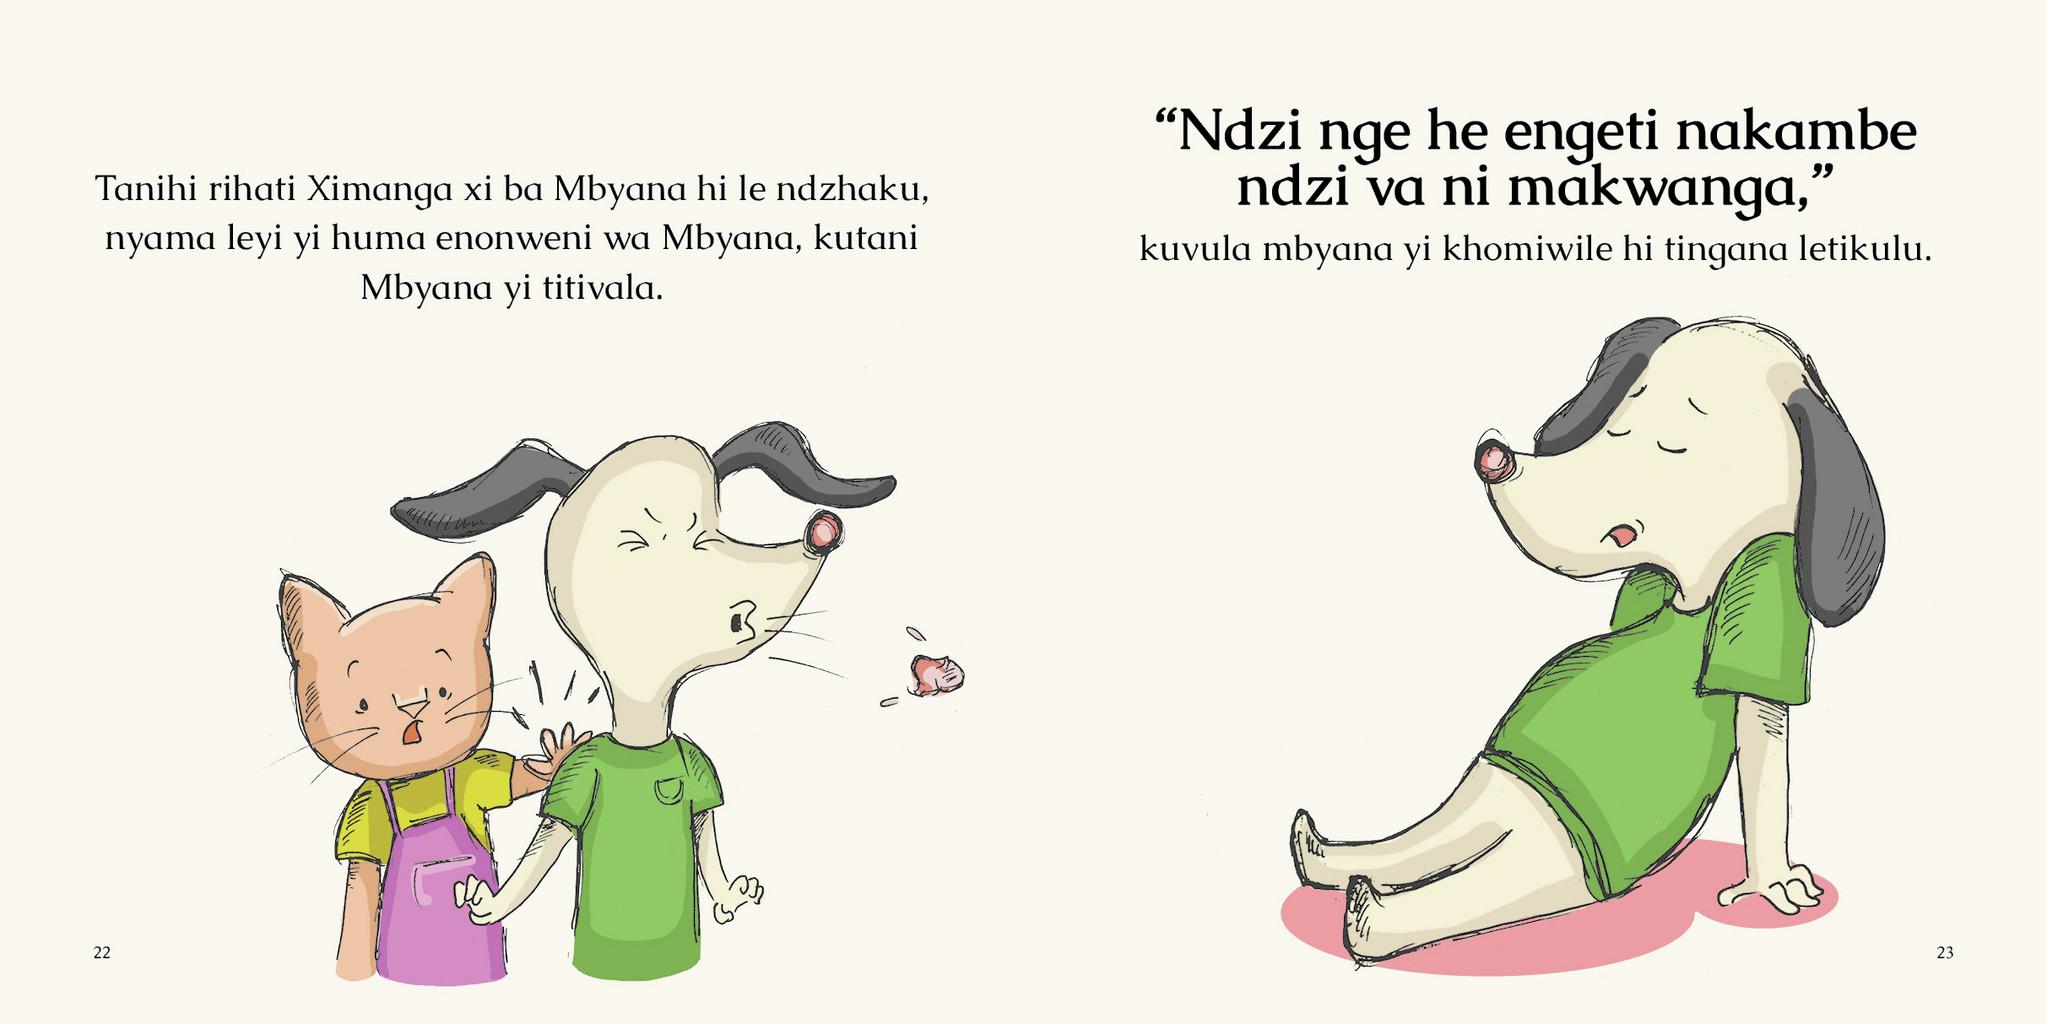 Tanihi rihati Ximanga xi ba Mbyana hi le ndzhaku,
nyama leyi yi huma enonweni wa Mbyana, kutani
Mbyana yi titivala.
22
“Ndzi nge he engeti nakambe
ndzi va ni makwanga,”
kuvula mbyana yi khomiwile hi tingana letikulu.
23